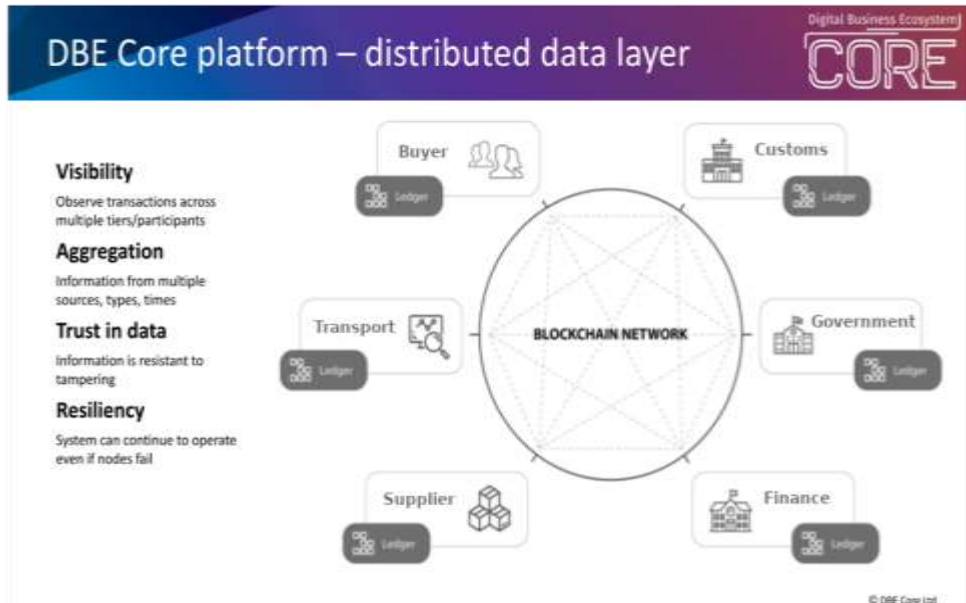 DBE Core platform – distributed data layer
Digital Business Ecosystem
CORE
Visibility
Observe transactions across
multiple tiers/participants
Aggregation
Information from multiple
sources, types, times
Trust in data
Information is resistant to
tampering
Resiliency
System can continue to operate
even if nodes fail
Buyer
Ledger
Customs
Ledger
Transport
Ledger
BLOCKCHAIN NETWORK
Government
Ledger
Supplier
Ledger
Finance
Ledger
© DBE Core Ltd